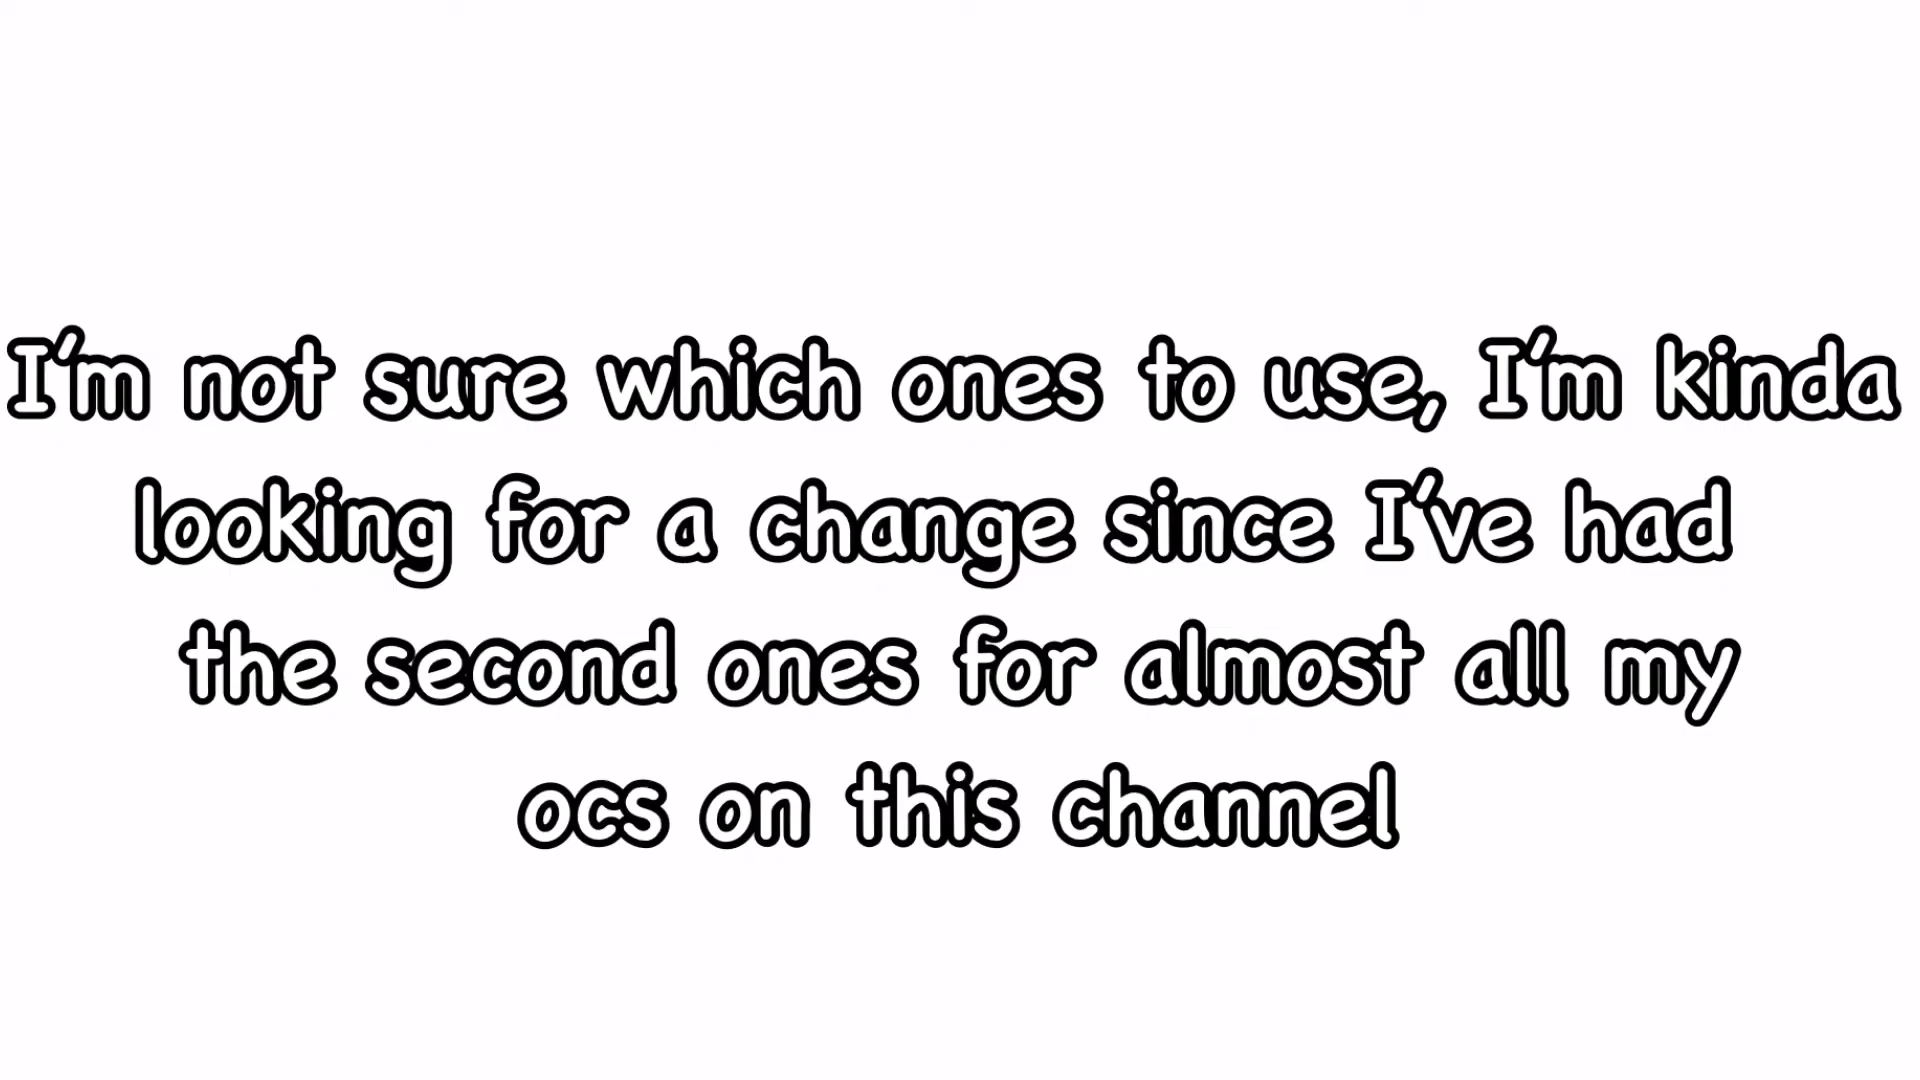 I'm not sure which ones to use, I'm kinda
looking for a change since I've had
the second ones for almost all my
ocs on this channel